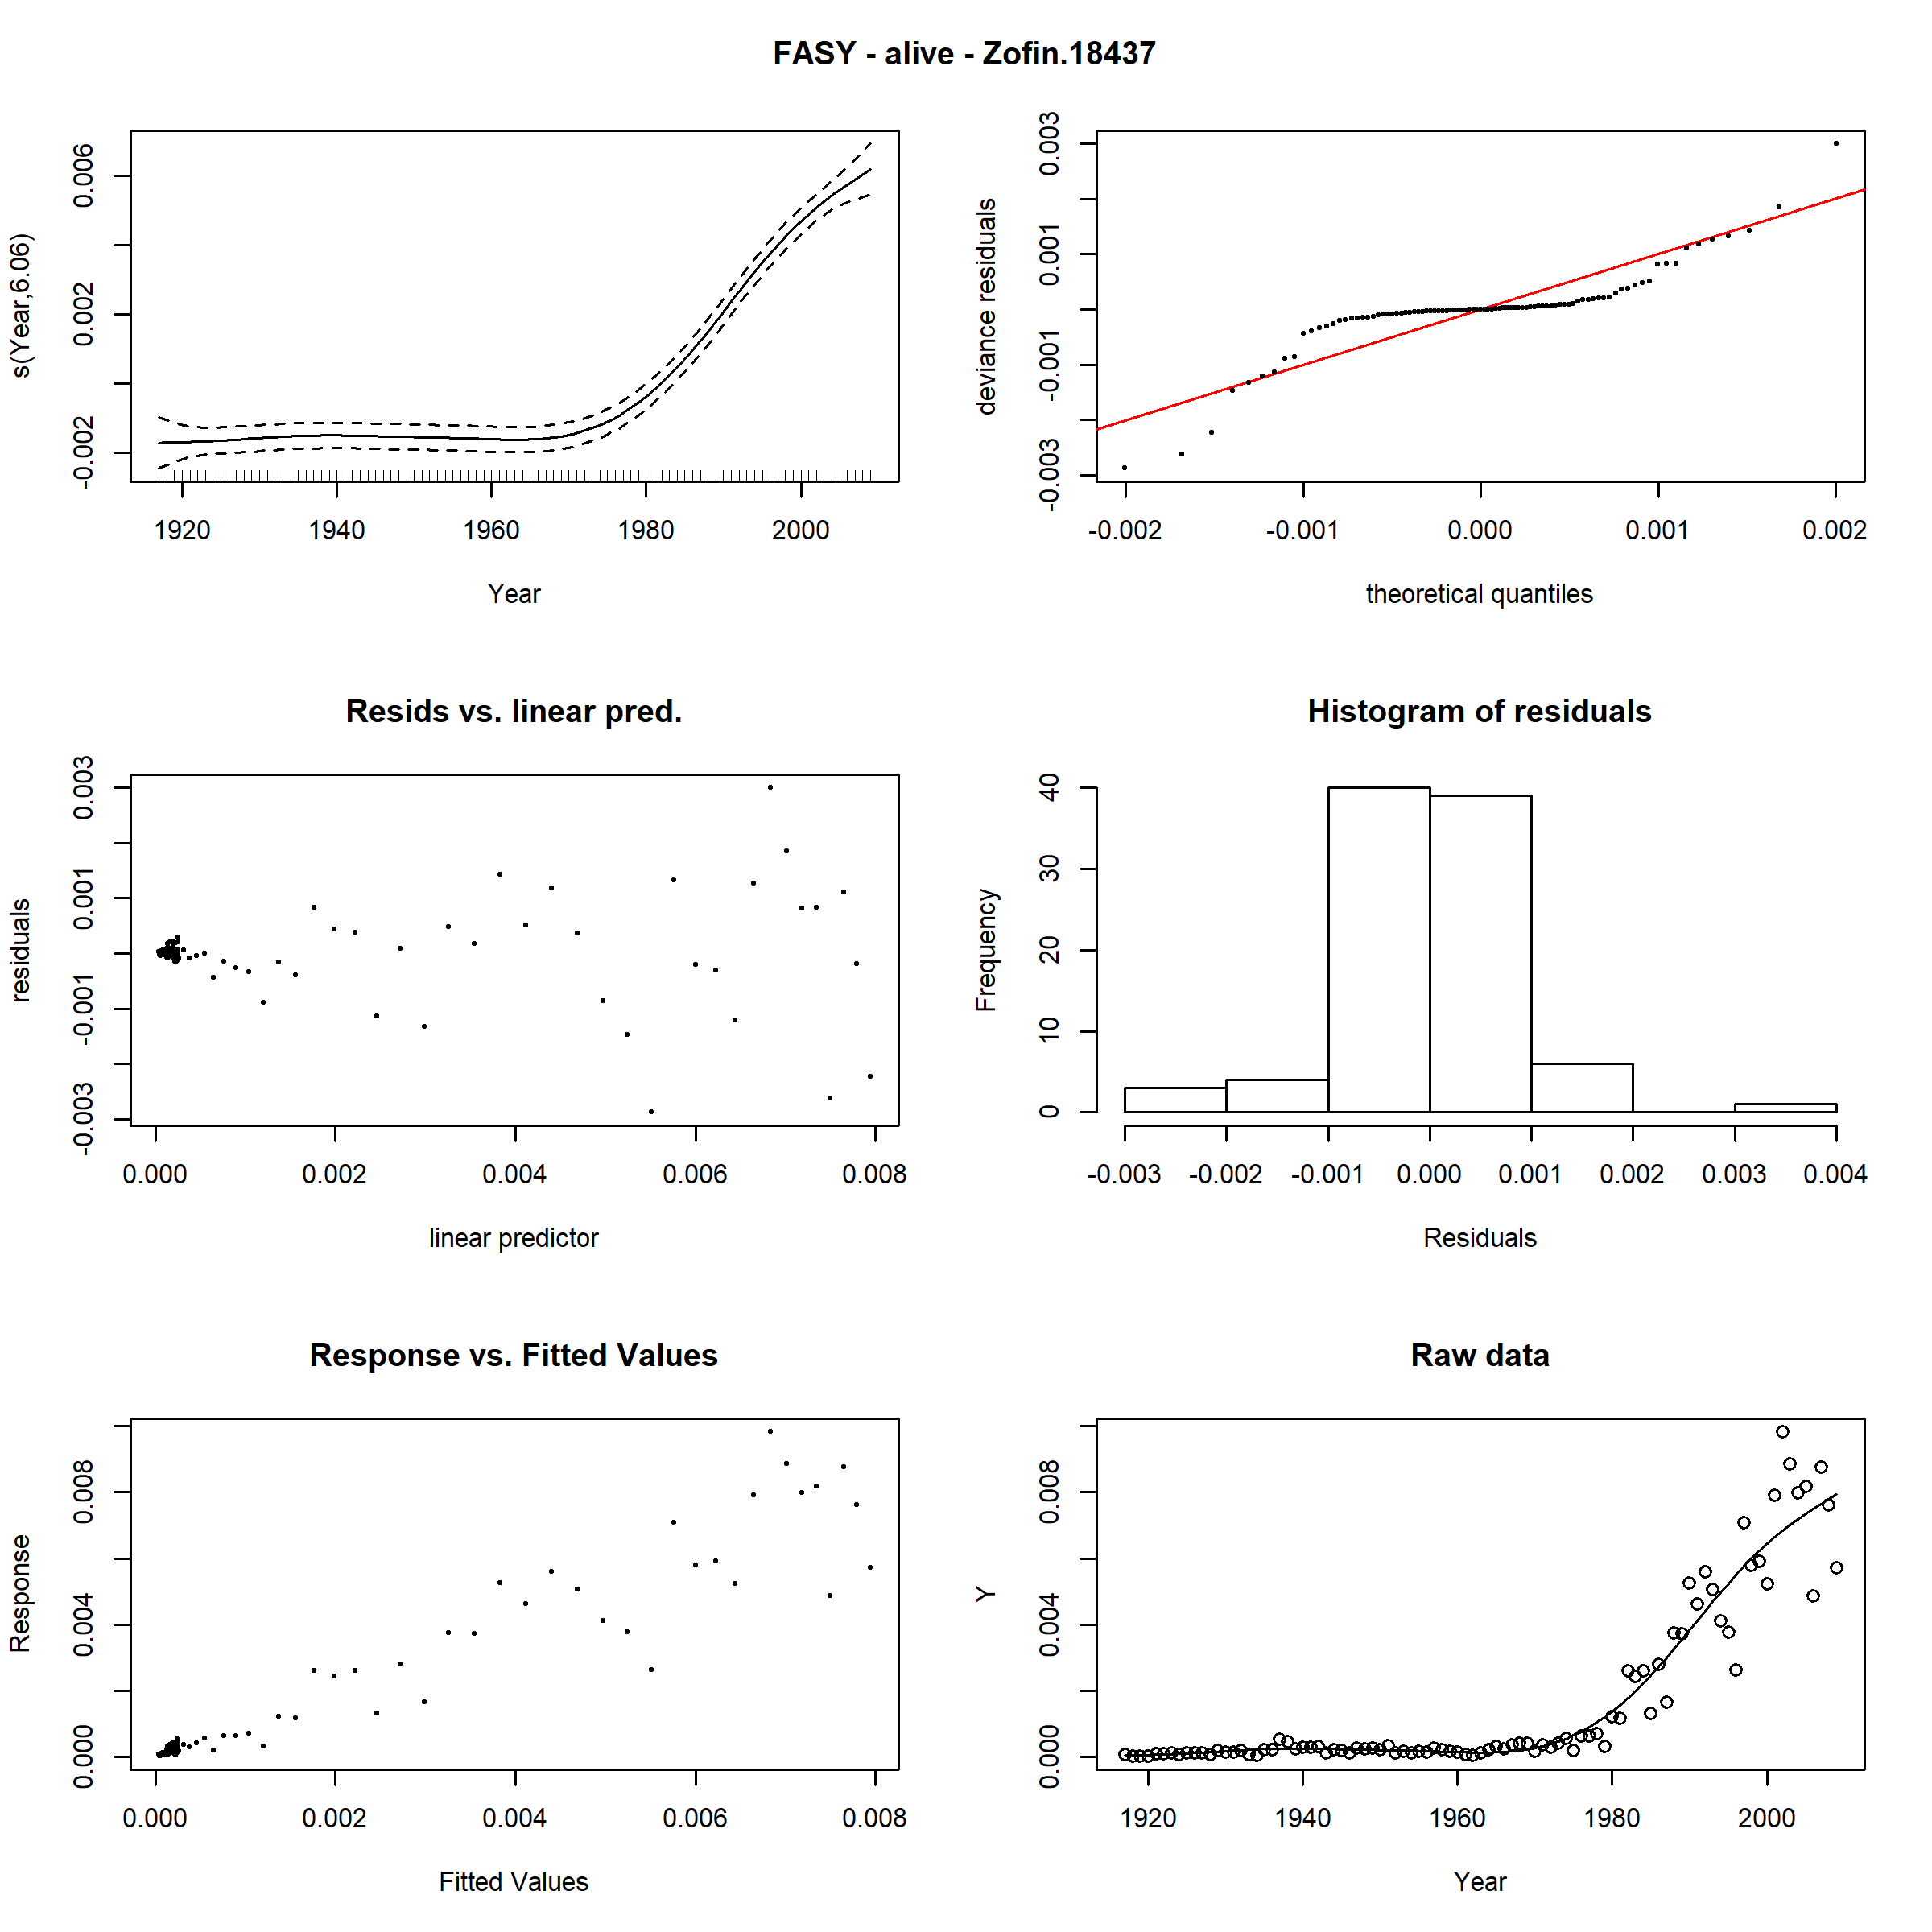 FASY - alive - Zofin.18437
s(Year,6.06)
-0.002 0.002 0.006
1920 1940 1960 1980 2000
Year
deviance residuals
-0.003 -0.001 0.001 0.003
-0.002 -0.001 0.000 0.001 0.002
theoretical quantiles
Resids vs. linear pred.
residuals
-0.003 -0.001 0.001 0.003
0.000 0.002 0.004 0.006 0.008
linear predictor
Histogram of residuals
Frequency
0 10 20 30 40
-0.003 -0.002 -0.001 0.000 0.001 0.002 0.003 0.004
Residuals
Response vs. Fitted Values
Response
0.000 0.004 0.008
0.000 0.002 0.004 0.006 0.008
Fitted Values
Raw data
Y
0.000 0.004 0.008
1920 1940 1960 1980 2000
Year